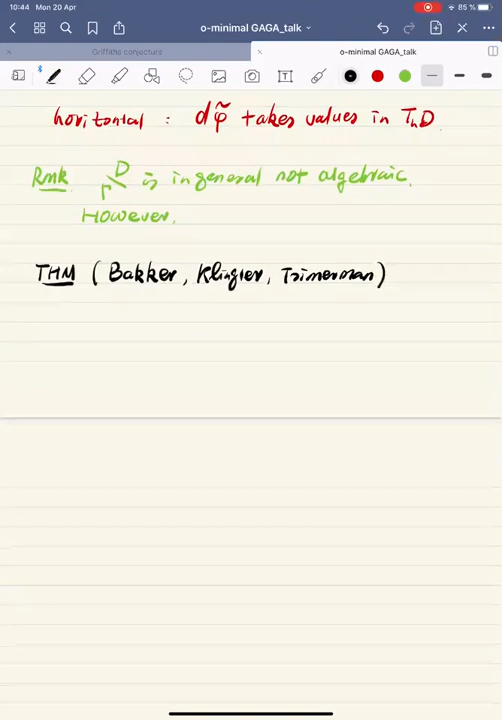 10:44 Mon 20 Apr
85 %
o-minimal GAGA_talk
Griffiths conjecture
o-minimal GAGA_talk
horizontal : dφ̃ takes values in T_h D
Rmk Γ\D is in general not algebraic.
However,
THM (Bakker, Klingler, Tsimerman)